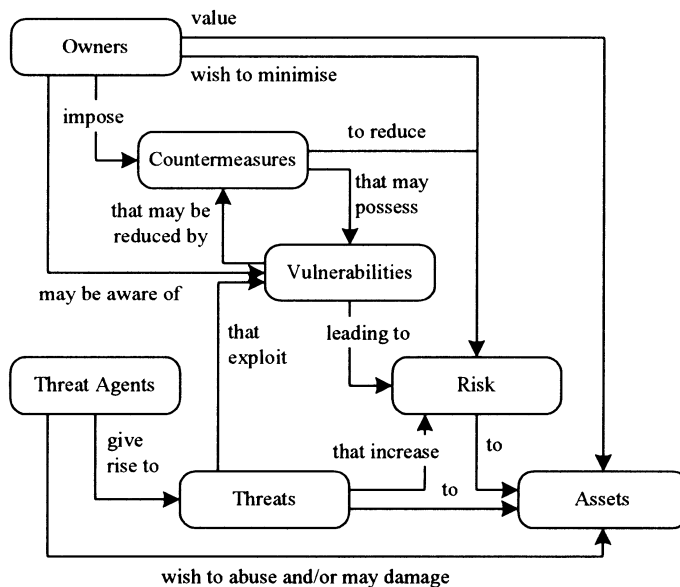 value
Owners
wish to minimise
impose
to reduce
Countermeasures
that may
possess
that may be
reduced by
Vulnerabilities
may be aware of
that
exploit
leading to
Threat Agents
Risk
give
rise to
that increase
to
to
Threats
Assets
wish to abuse and/or may damage